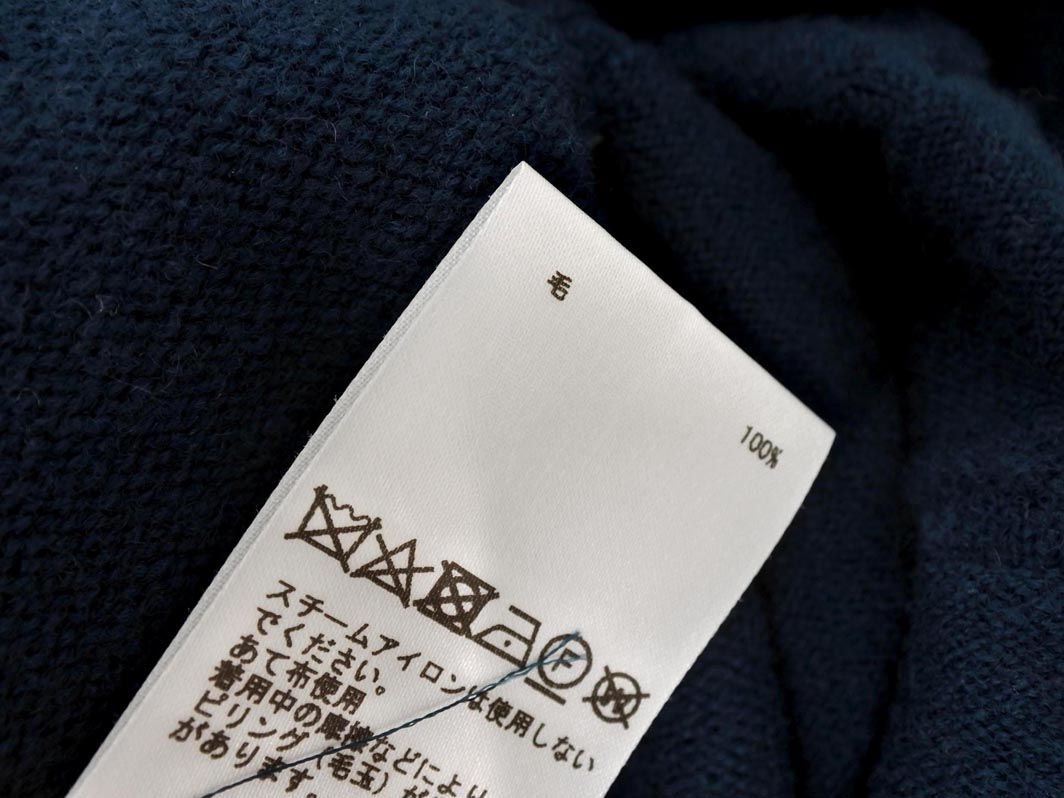 毛
100%
F
W
スチームアイロンは使用しない
でください。
あて布使用
着用中の摩擦などにより
ピリング(毛玉)が
があります。